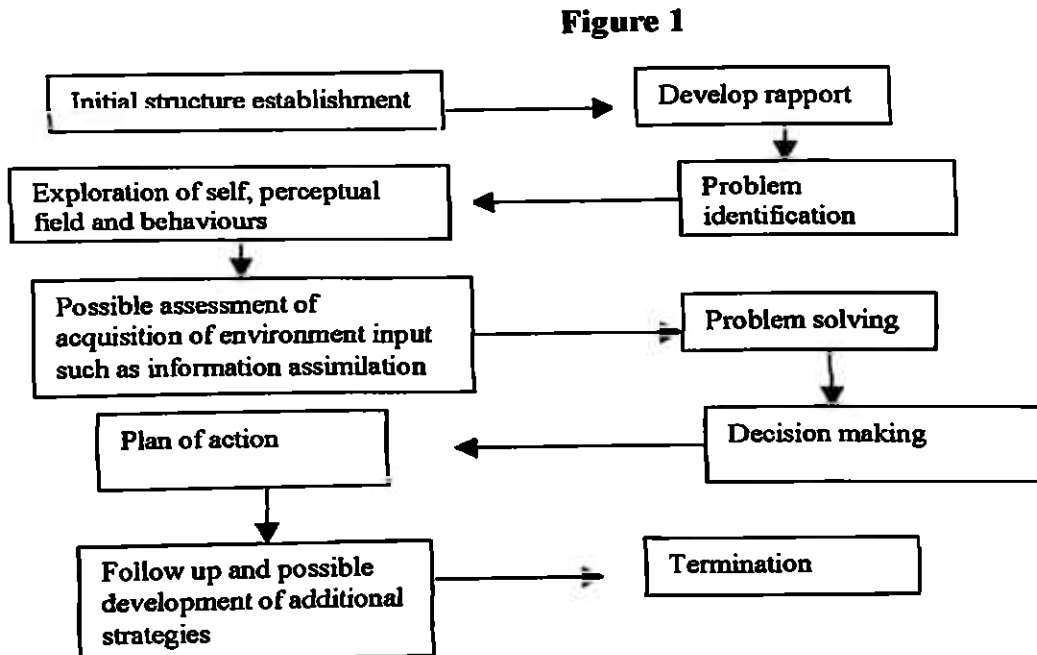 Figure 1
Initial structure establishment
Develop rapport
Problem
identification
Exploration of self, perceptual
field and behaviours
Possible assessment of
acquisition of environment input
such as information assimilation
Problem solving
Decision making
Plan of action
Follow up and possible
development of additional
strategies
Termination